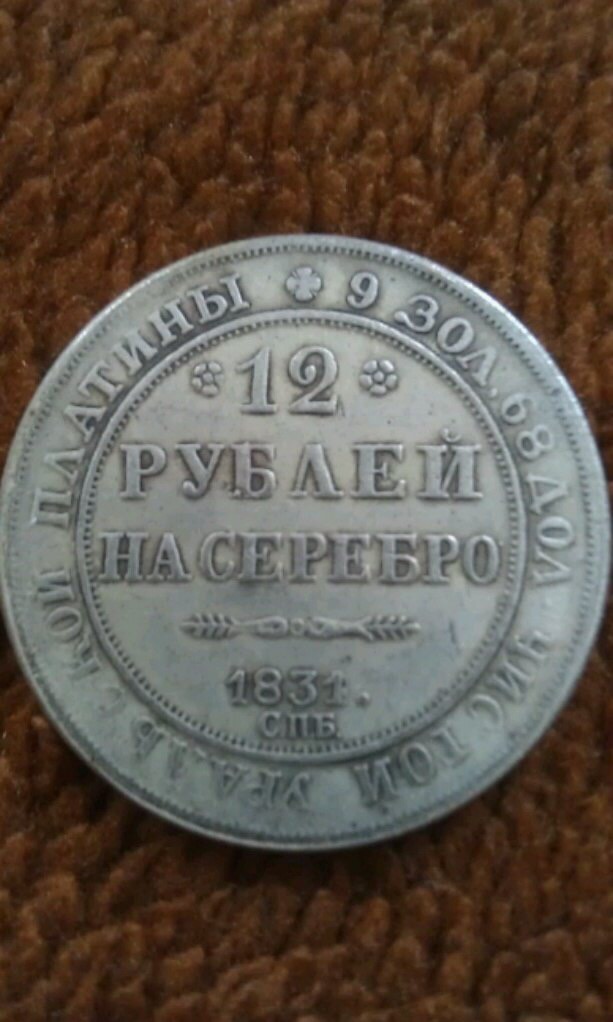 9 ЗОЛ. 68 ДОЛ. ЧИСТОЙ УРАЛЬСКОЙ ПЛАТИНЫ
12
РУБЛЕЙ
НА СЕРЕБРО
1831.
СПБ